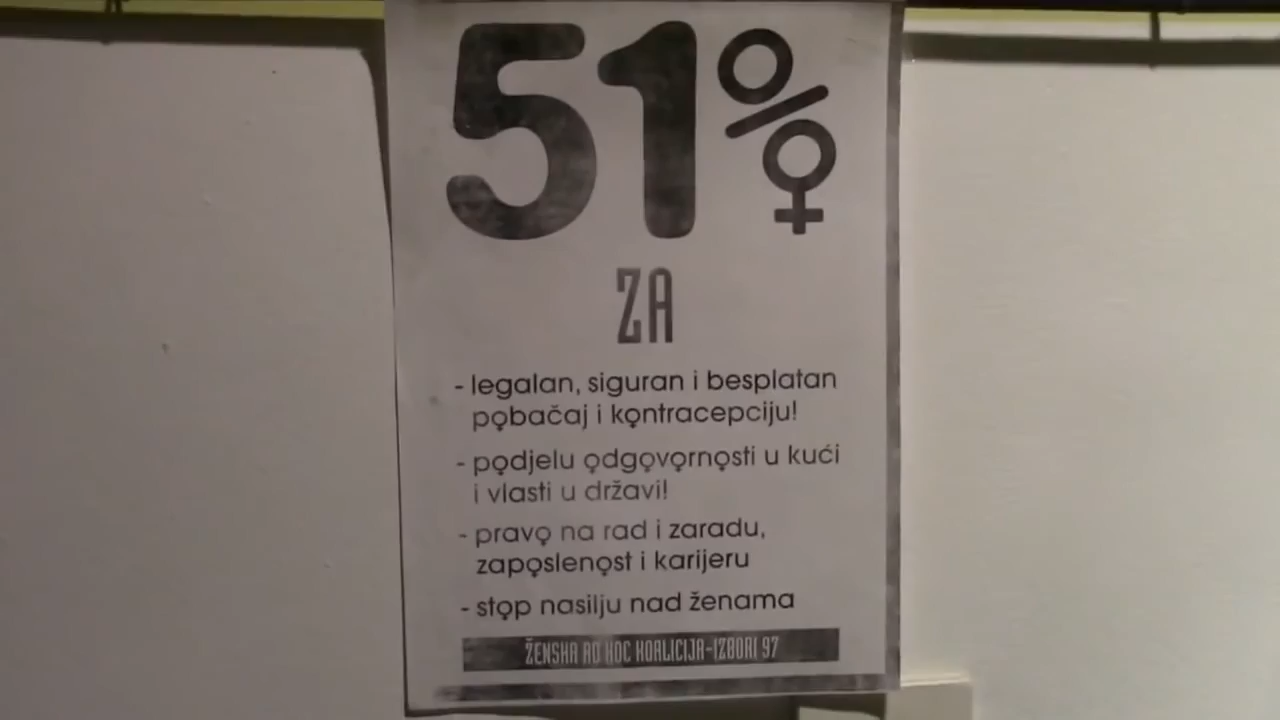 51%
ZA
- legalan, siguran i besplatan
pobačaj i kontracepciju!
- podjelu odgovornosti u kući
i vlasti u državi!
- pravo na rad i zaradu,
zaposlenost i karijeru
- stop nasilju nad ženama
ŽENSKA AD HOC KOALICIJA-IZBORI 97